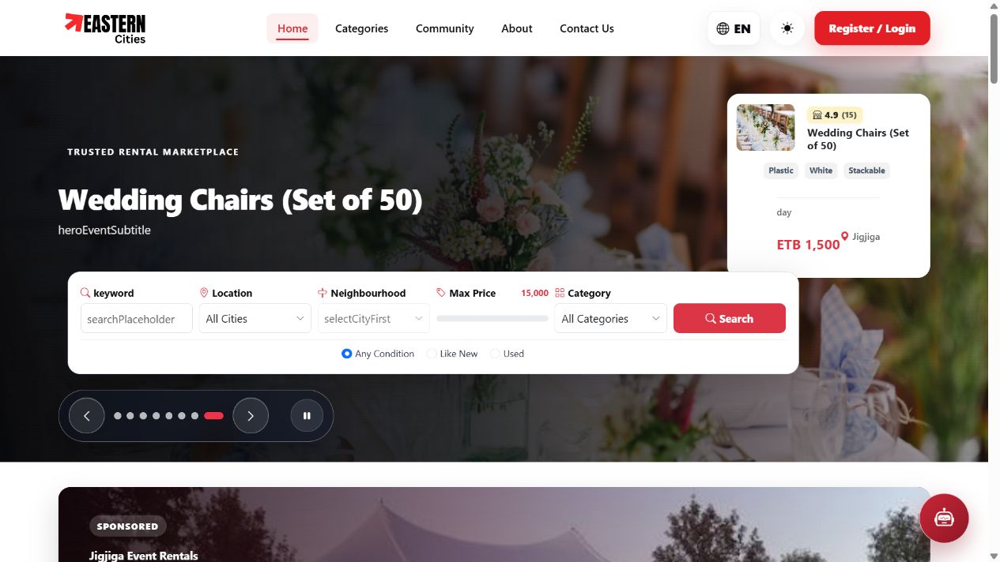 EASTERN
Cities
Home
Categories
Community
About
Contact Us
EN
Register / Login
TRUSTED RENTAL MARKETPLACE
Wedding Chairs (Set of 50)
heroEventSubtitle
4.9 (15)
Wedding Chairs (Set
of 50)
Plastic
White
Stackable
day
ETB 1,500
Jigjiga
keyword
Location
Neighbourhood
Max Price
15,000
Category
searchPlaceholder
All Cities
selectCityFirst
All Categories
Search
Any Condition
Like New
Used
SPONSORED
Jigjiga Event Rentals